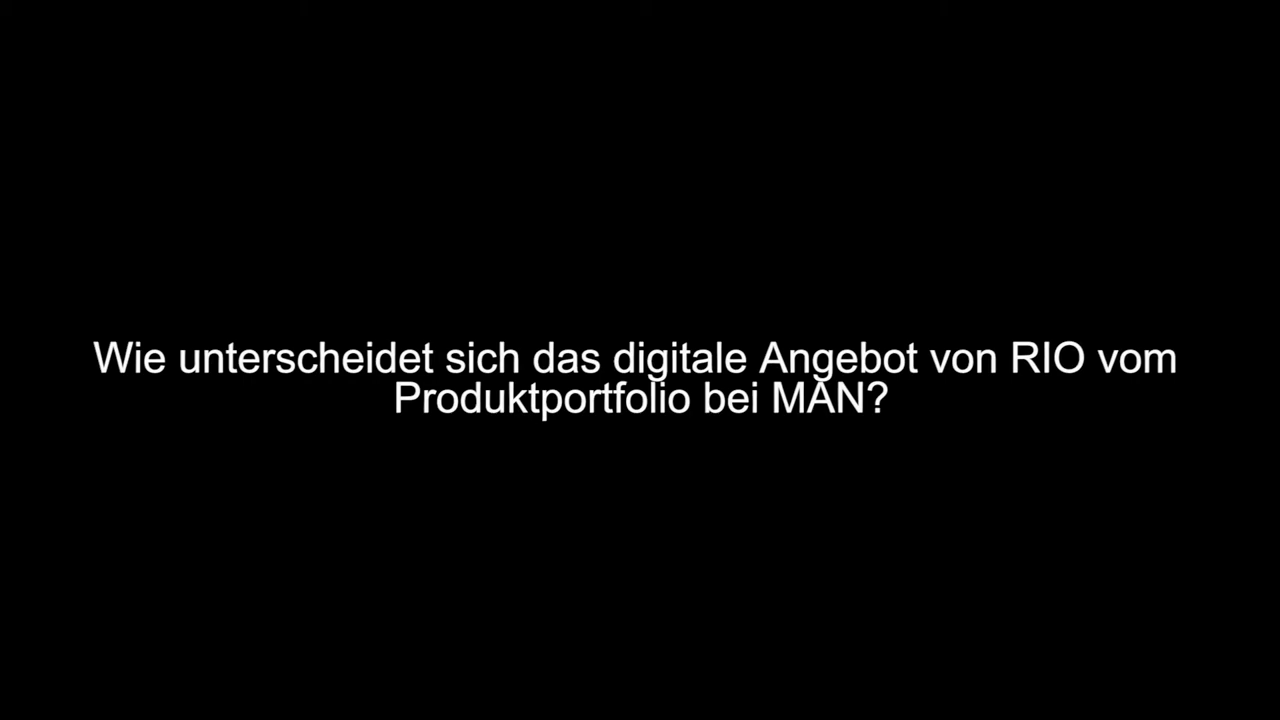 Wie unterscheidet sich das digitale Angebot von RIO vom
Produktportfolio bei MAN?